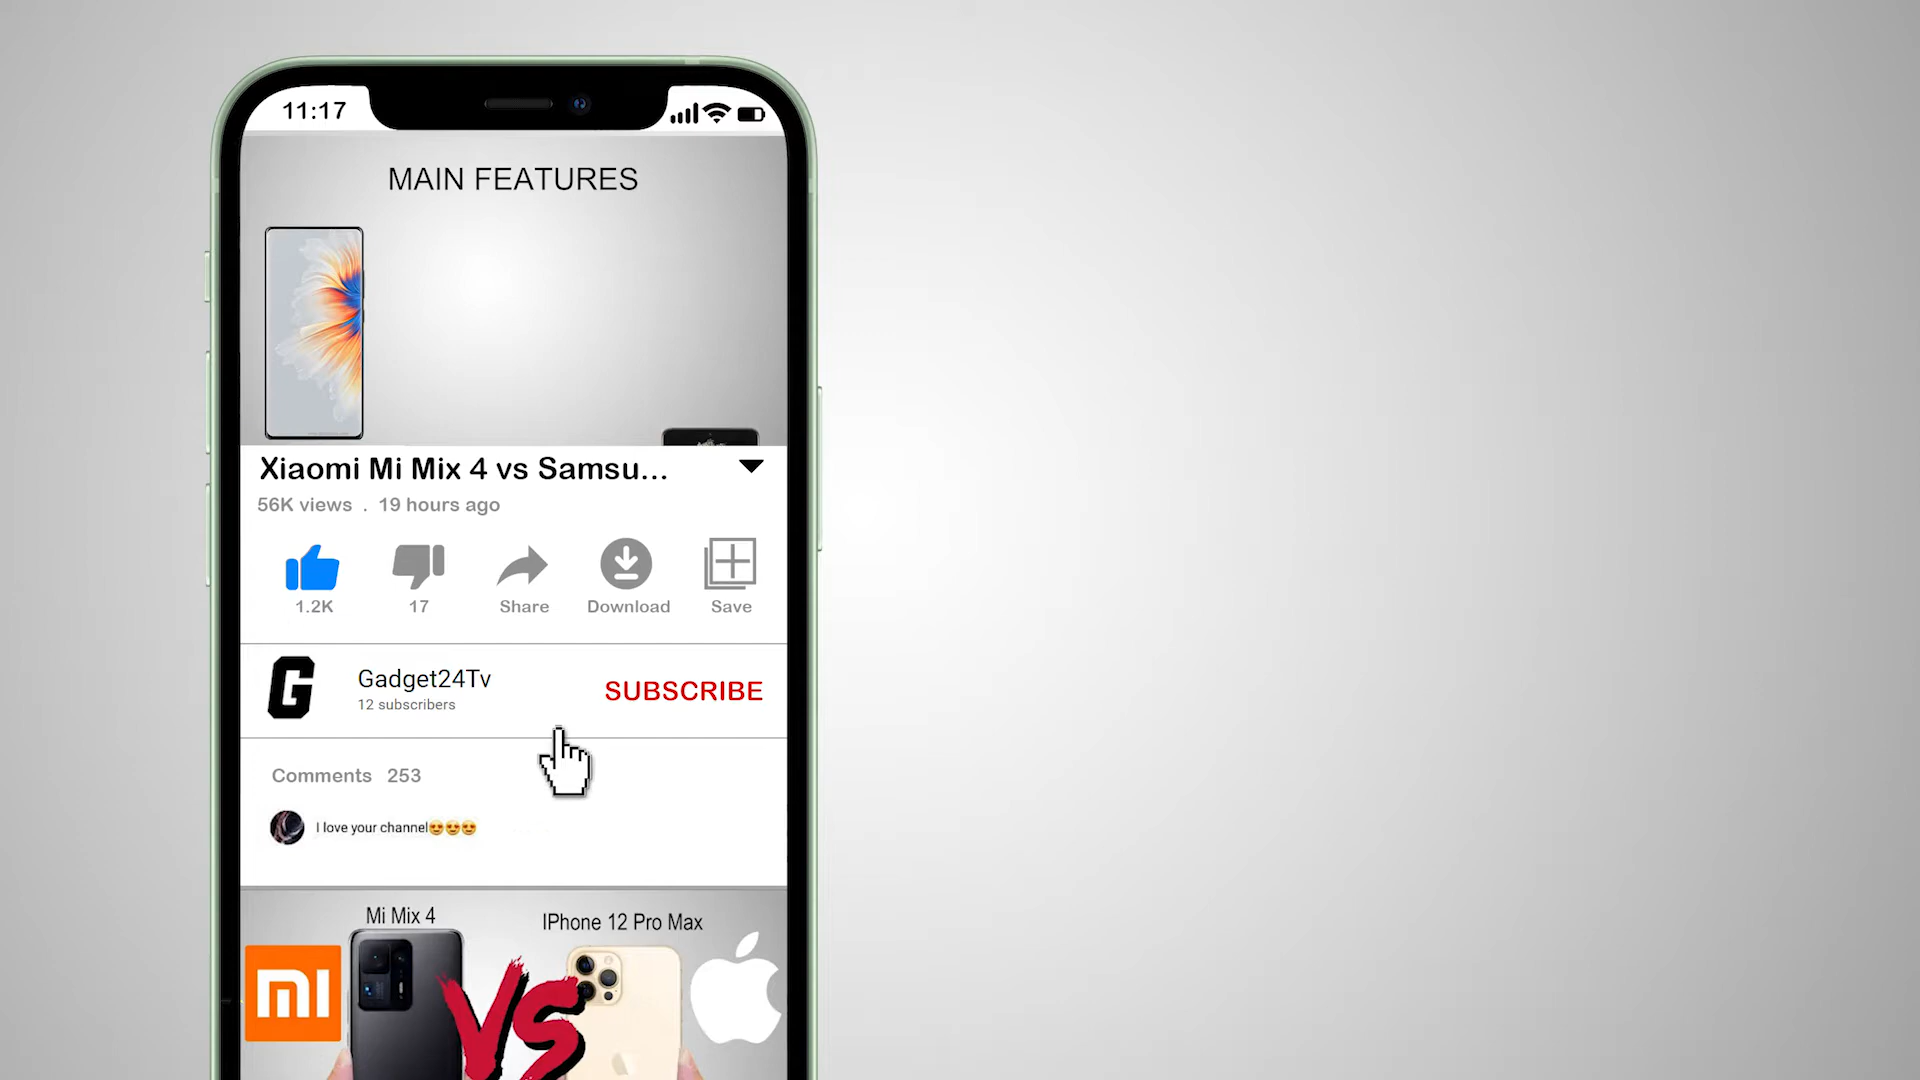 11:17
MAIN FEATURES
Xiaomi Mi Mix 4 vs Samsu...
56K views . 19 hours ago
1.2K 17 Share Download Save
G Gadget24Tv SUBSCRIBE
12 subscribers
Comments 253
I love your channel😍😍😍
Mi Mix 4 IPhone 12 Pro Max
mi VS